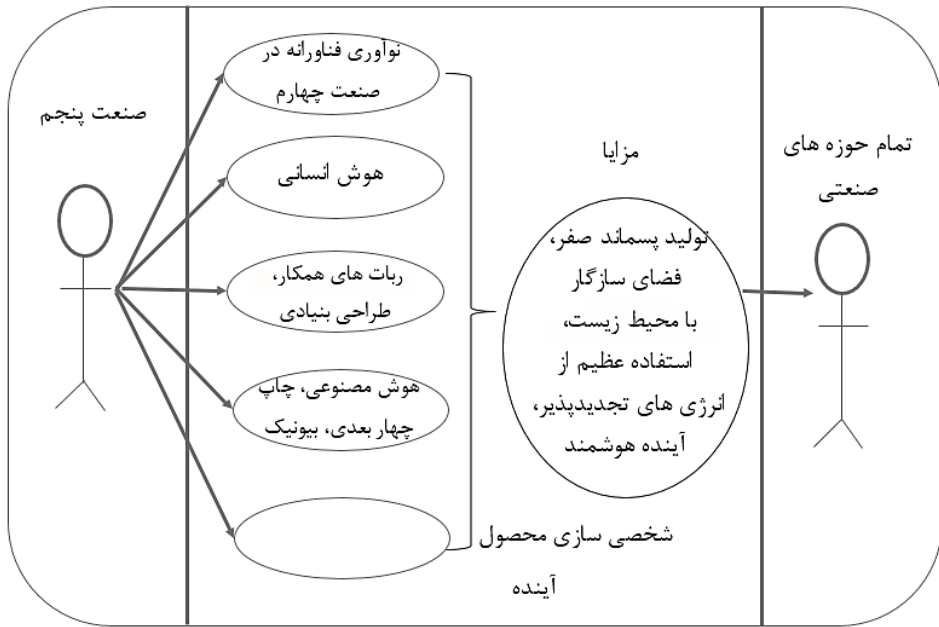 صنعت پنجم
نوآوری فناورانه در
صنعت چهارم
هوش انسانی
ربات های همکار،
طراحی بنیادی
هوش مصنوعی، چاپ
چهار بعدی، بیونیک
شخصی سازی محصول
آینده
مزایا
تولید پسماند صفر،
فضای سازگار
با محیط زیست،
استفاده عظیم از
انرژی های تجدیدپذیر،
آینده هوشمند
تمام حوزه های
صنعتی